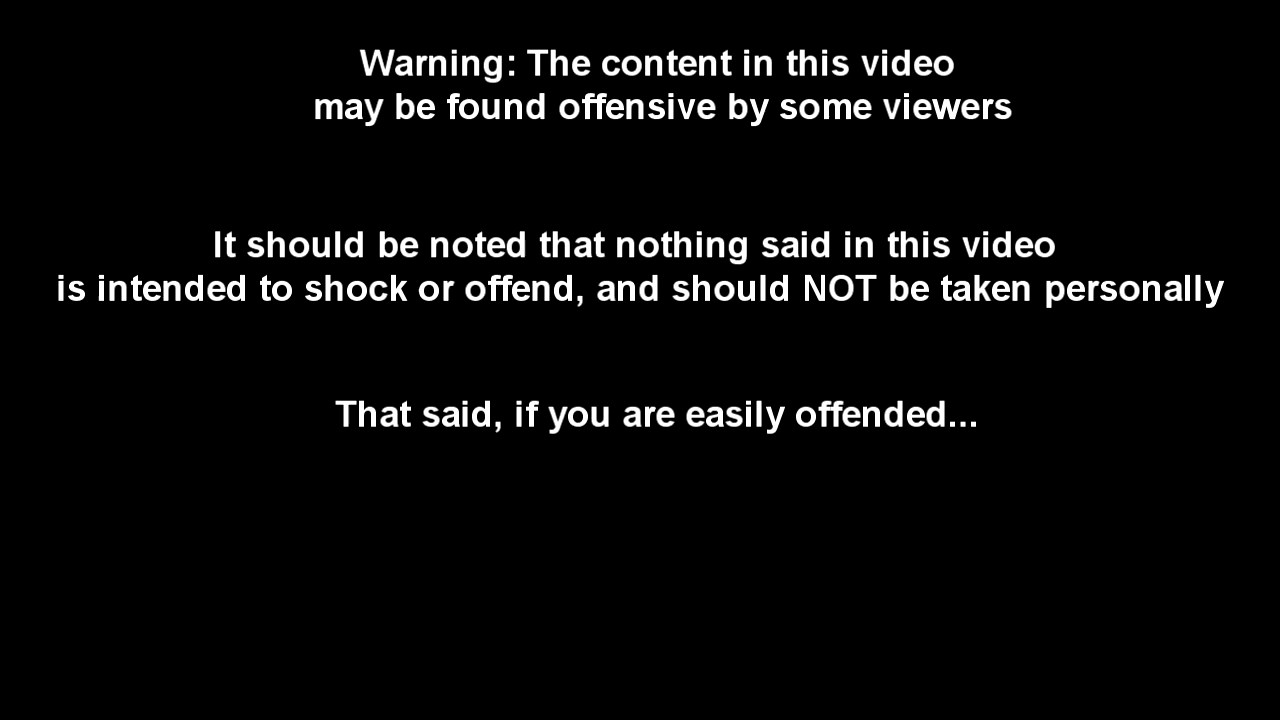 Warning: The content in this video
may be found offensive by some viewers
It should be noted that nothing said in this video
is intended to shock or offend, and should NOT be taken personally
That said, if you are easily offended...